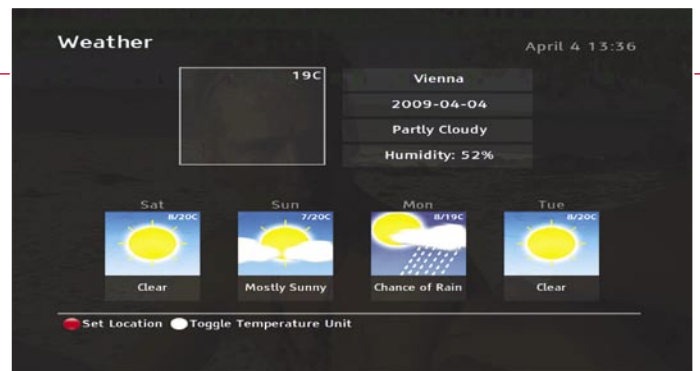 Weather
April 4 13:36
19C
Vienna
2009-04-04
Partly Cloudy
Humidity: 52%
Sat Sun Mon Tue
8/20C 7/20C 8/19C 8/20C
Clear Mostly Sunny Chance of Rain Clear
Set Location Toggle Temperature Unit